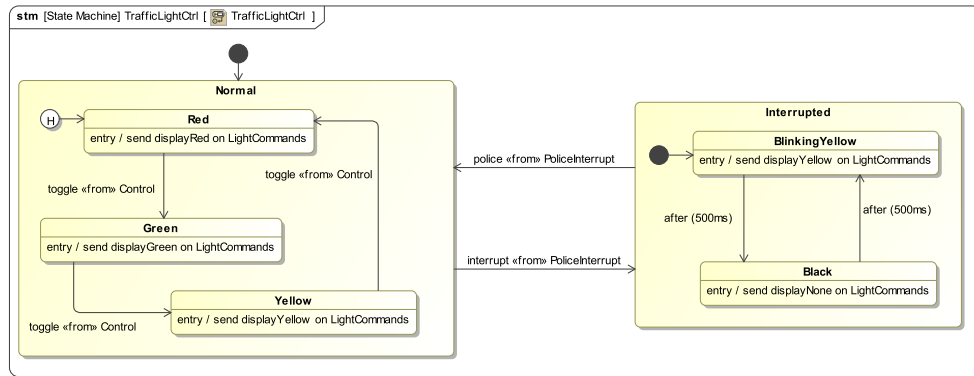 stm [State Machine] TrafficLightCtrl [ TrafficLightCtrl ]
Normal
H
Red
entry / send displayRed on LightCommands
toggle «from» Control
toggle «from» Control
Green
entry / send displayGreen on LightCommands
Yellow
entry / send displayYellow on LightCommands
toggle «from» Control
police «from» PoliceInterrupt
interrupt «from» PoliceInterrupt
Interrupted
BlinkingYellow
entry / send displayYellow on LightCommands
after (500ms)
after (500ms)
Black
entry / send displayNone on LightCommands